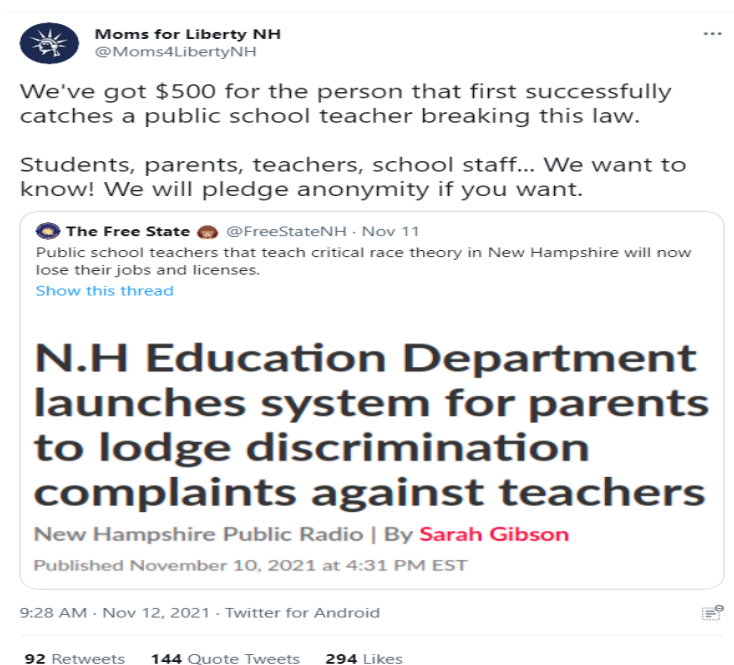 Moms for Liberty NH
@Moms4LibertyNH
We've got $500 for the person that first successfully
catches a public school teacher breaking this law.
Students, parents, teachers, school staff... We want to
know! We will pledge anonymity if you want.
The Free State @FreeStateNH · Nov 11
Public school teachers that teach critical race theory in New Hampshire will now
lose their jobs and licenses.
Show this thread
N.H Education Department
launches system for parents
to lodge discrimination
complaints against teachers
New Hampshire Public Radio | By Sarah Gibson
Published November 10, 2021 at 4:31 PM EST
9:28 AM · Nov 12, 2021 · Twitter for Android
92 Retweets 144 Quote Tweets 294 Likes